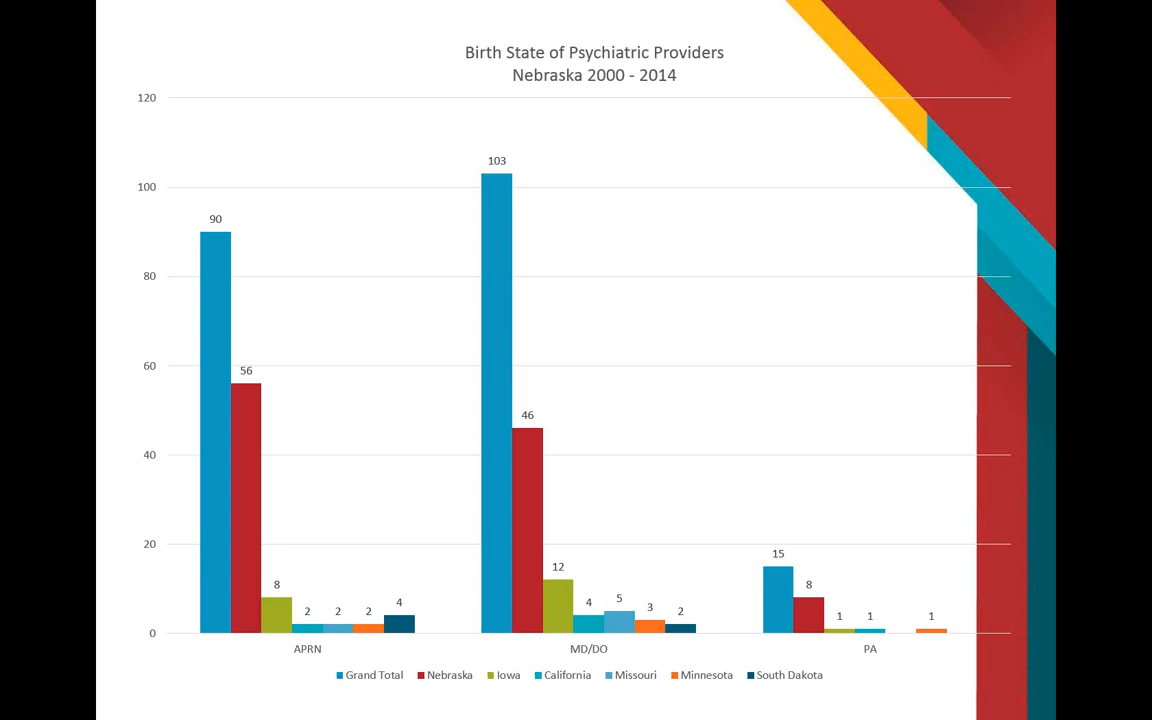 Birth State of Psychiatric Providers
Nebraska 2000 - 2014
120
100
80
60
40
20
0
90
56
8
2
2
2
4
103
46
12
4
5
3
2
15
8
1
1
1
APRN
MD/DO
PA
Grand Total
Nebraska
Iowa
California
Missouri
Minnesota
South Dakota